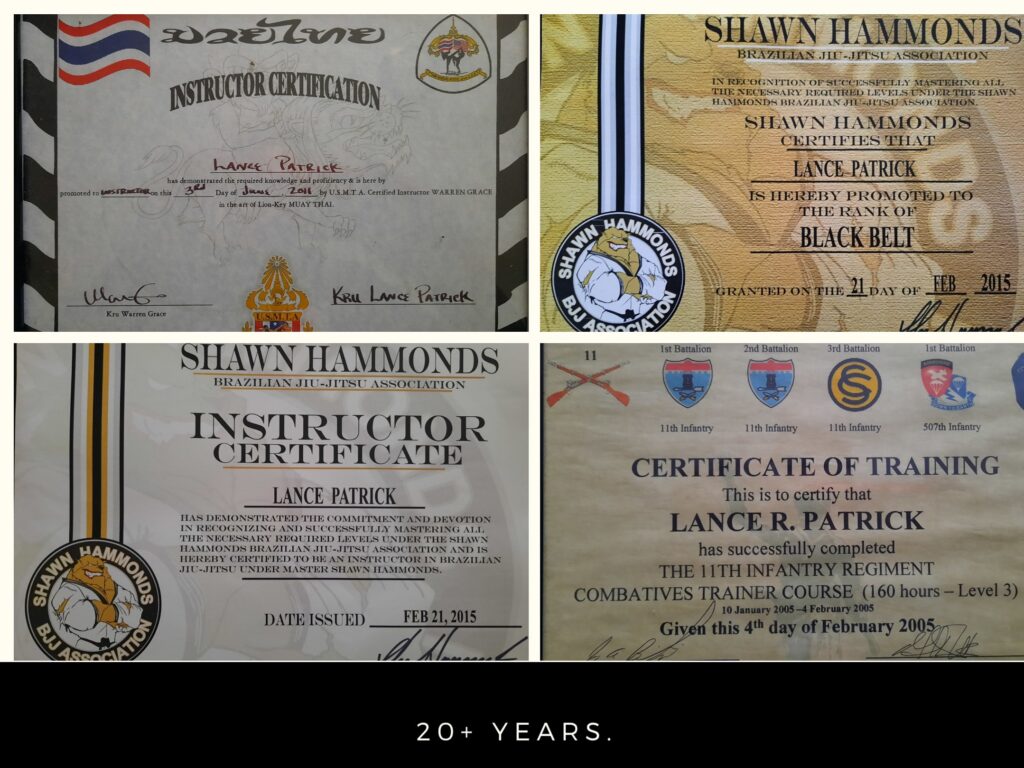 มวยไทย
INSTRUCTOR CERTIFICATION
LANCE PATRICK
has demonstrated the required knowledge and proficiency & is here by
promoted to INSTRUCTOR on this 3rd Day of June, 2011 by U.S.M.T.A. Certified Instructor WARREN GRACE
in the art of Lion-Key MUAY THAI.
Kru Warren Grace
KRU LANCE PATRICK
U.S.M.T.A
SHAWN HAMMONDS
BRAZILIAN JIU-JITSU ASSOCIATION
IN RECOGNITION OF SUCCESSFULLY MASTERING ALL
THE NECESSARY REQUIRED LEVELS UNDER THE SHAWN
HAMMONDS BRAZILIAN JIU-JITSU ASSOCIATION.
SHAWN HAMMONDS
CERTIFIES THAT
LANCE PATRICK
IS HEREBY PROMOTED TO
THE RANK OF
BLACK BELT
GRANTED ON THE 21 DAY OF FEB 2015
SHAWN HAMMONDS
BJJ ASSOCIATION
SHAWN HAMMONDS
BRAZILIAN JIU-JITSU ASSOCIATION
INSTRUCTOR
CERTIFICATE
LANCE PATRICK
HAS DEMONSTRATED THE COMMITMENT AND DEVOTION
IN RECOGNIZING AND SUCCESSFULLY MASTERING ALL
THE NECESSARY REQUIRED LEVELS UNDER THE SHAWN
HAMMONDS BRAZILIAN JIU-JITSU ASSOCIATION AND IS
HEREBY CERTIFIED TO BE AN INSTRUCTOR IN BRAZILIAN
JIU-JITSU UNDER MASTER SHAWN HAMMONDS.
DATE ISSUED FEB 21, 2015
SHAWN HAMMONDS
BJJ ASSOCIATION
11
1st Battalion 2nd Battalion 3rd Battalion 1st Battalion
11th Infantry 11th Infantry 11th Infantry 507th Infantry
CERTIFICATE OF TRAINING
This is to certify that
LANCE R. PATRICK
has successfully completed
THE 11TH INFANTRY REGIMENT
COMBATIVES TRAINER COURSE (160 hours – Level 3)
10 January 2005 –4 February 2005
Given this 4th day of February 2005
20+ YEARS.